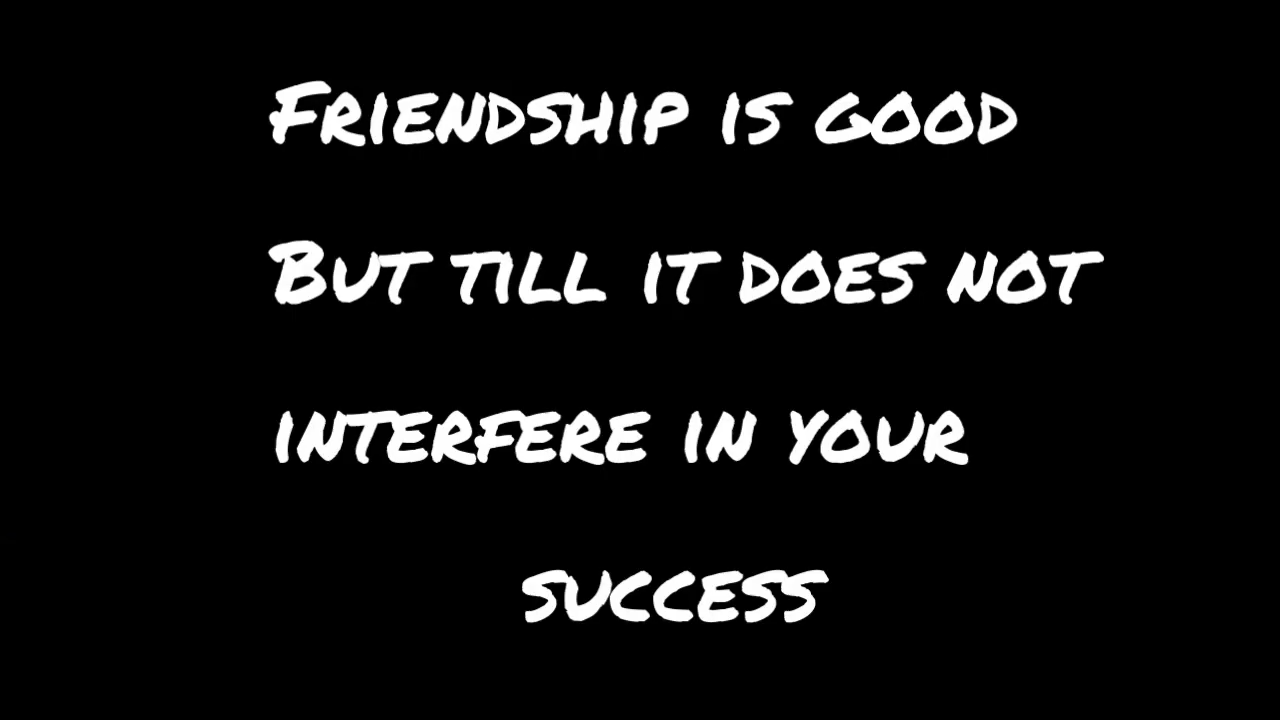 Friendship is good
But till it does not
interfere in your
success